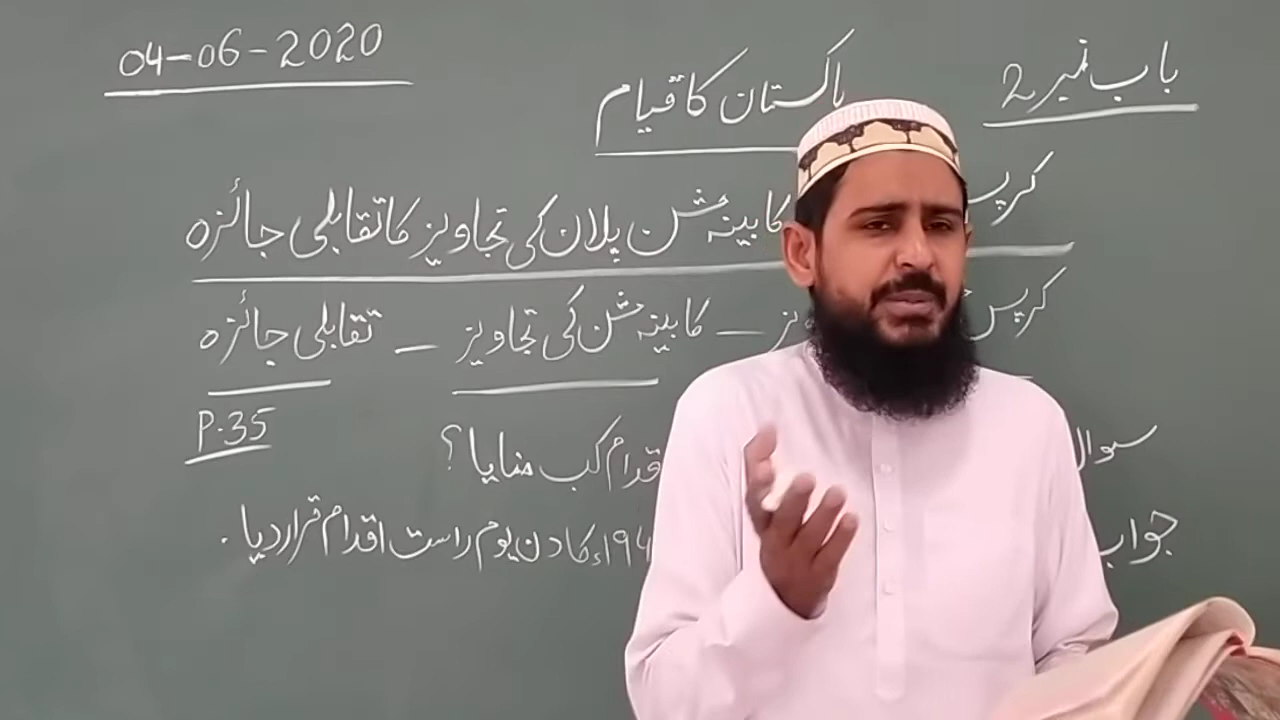 باب نمبر 2
04-06-2020
پاکستان کا قیام
کرپس کابینہ مشن پلان کی تجاویز کا تقابلی جائزہ
کرپس کابینہ مشن کی تجاویز – تقابلی جائزہ
P.35
سوال اقدام کب منایا؟
جواب ۱۹۴ء کا دن یوم راست اقدام قرار دیا۔